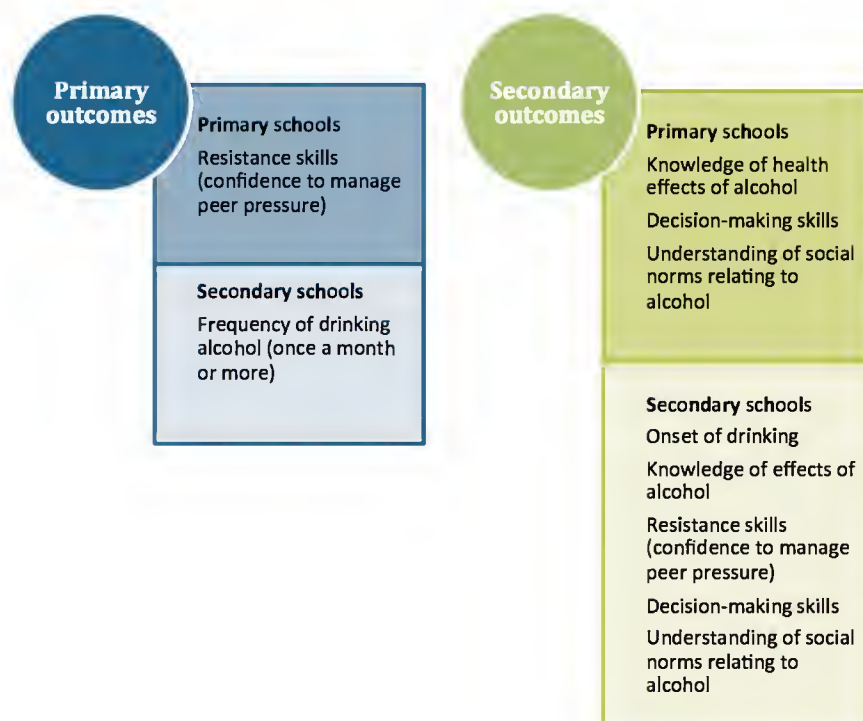 Primary
outcomes
Primary schools
Resistance skills
(confidence to manage
peer pressure)
Secondary schools
Frequency of drinking
alcohol (once a month
or more)
Secondary
outcomes
Primary schools
Knowledge of health
effects of alcohol
Decision-making skills
Understanding of social
norms relating to
alcohol
Secondary schools
Onset of drinking
Knowledge of effects of
alcohol
Resistance skills
(confidence to manage
peer pressure)
Decision-making skills
Understanding of social
norms relating to
alcohol